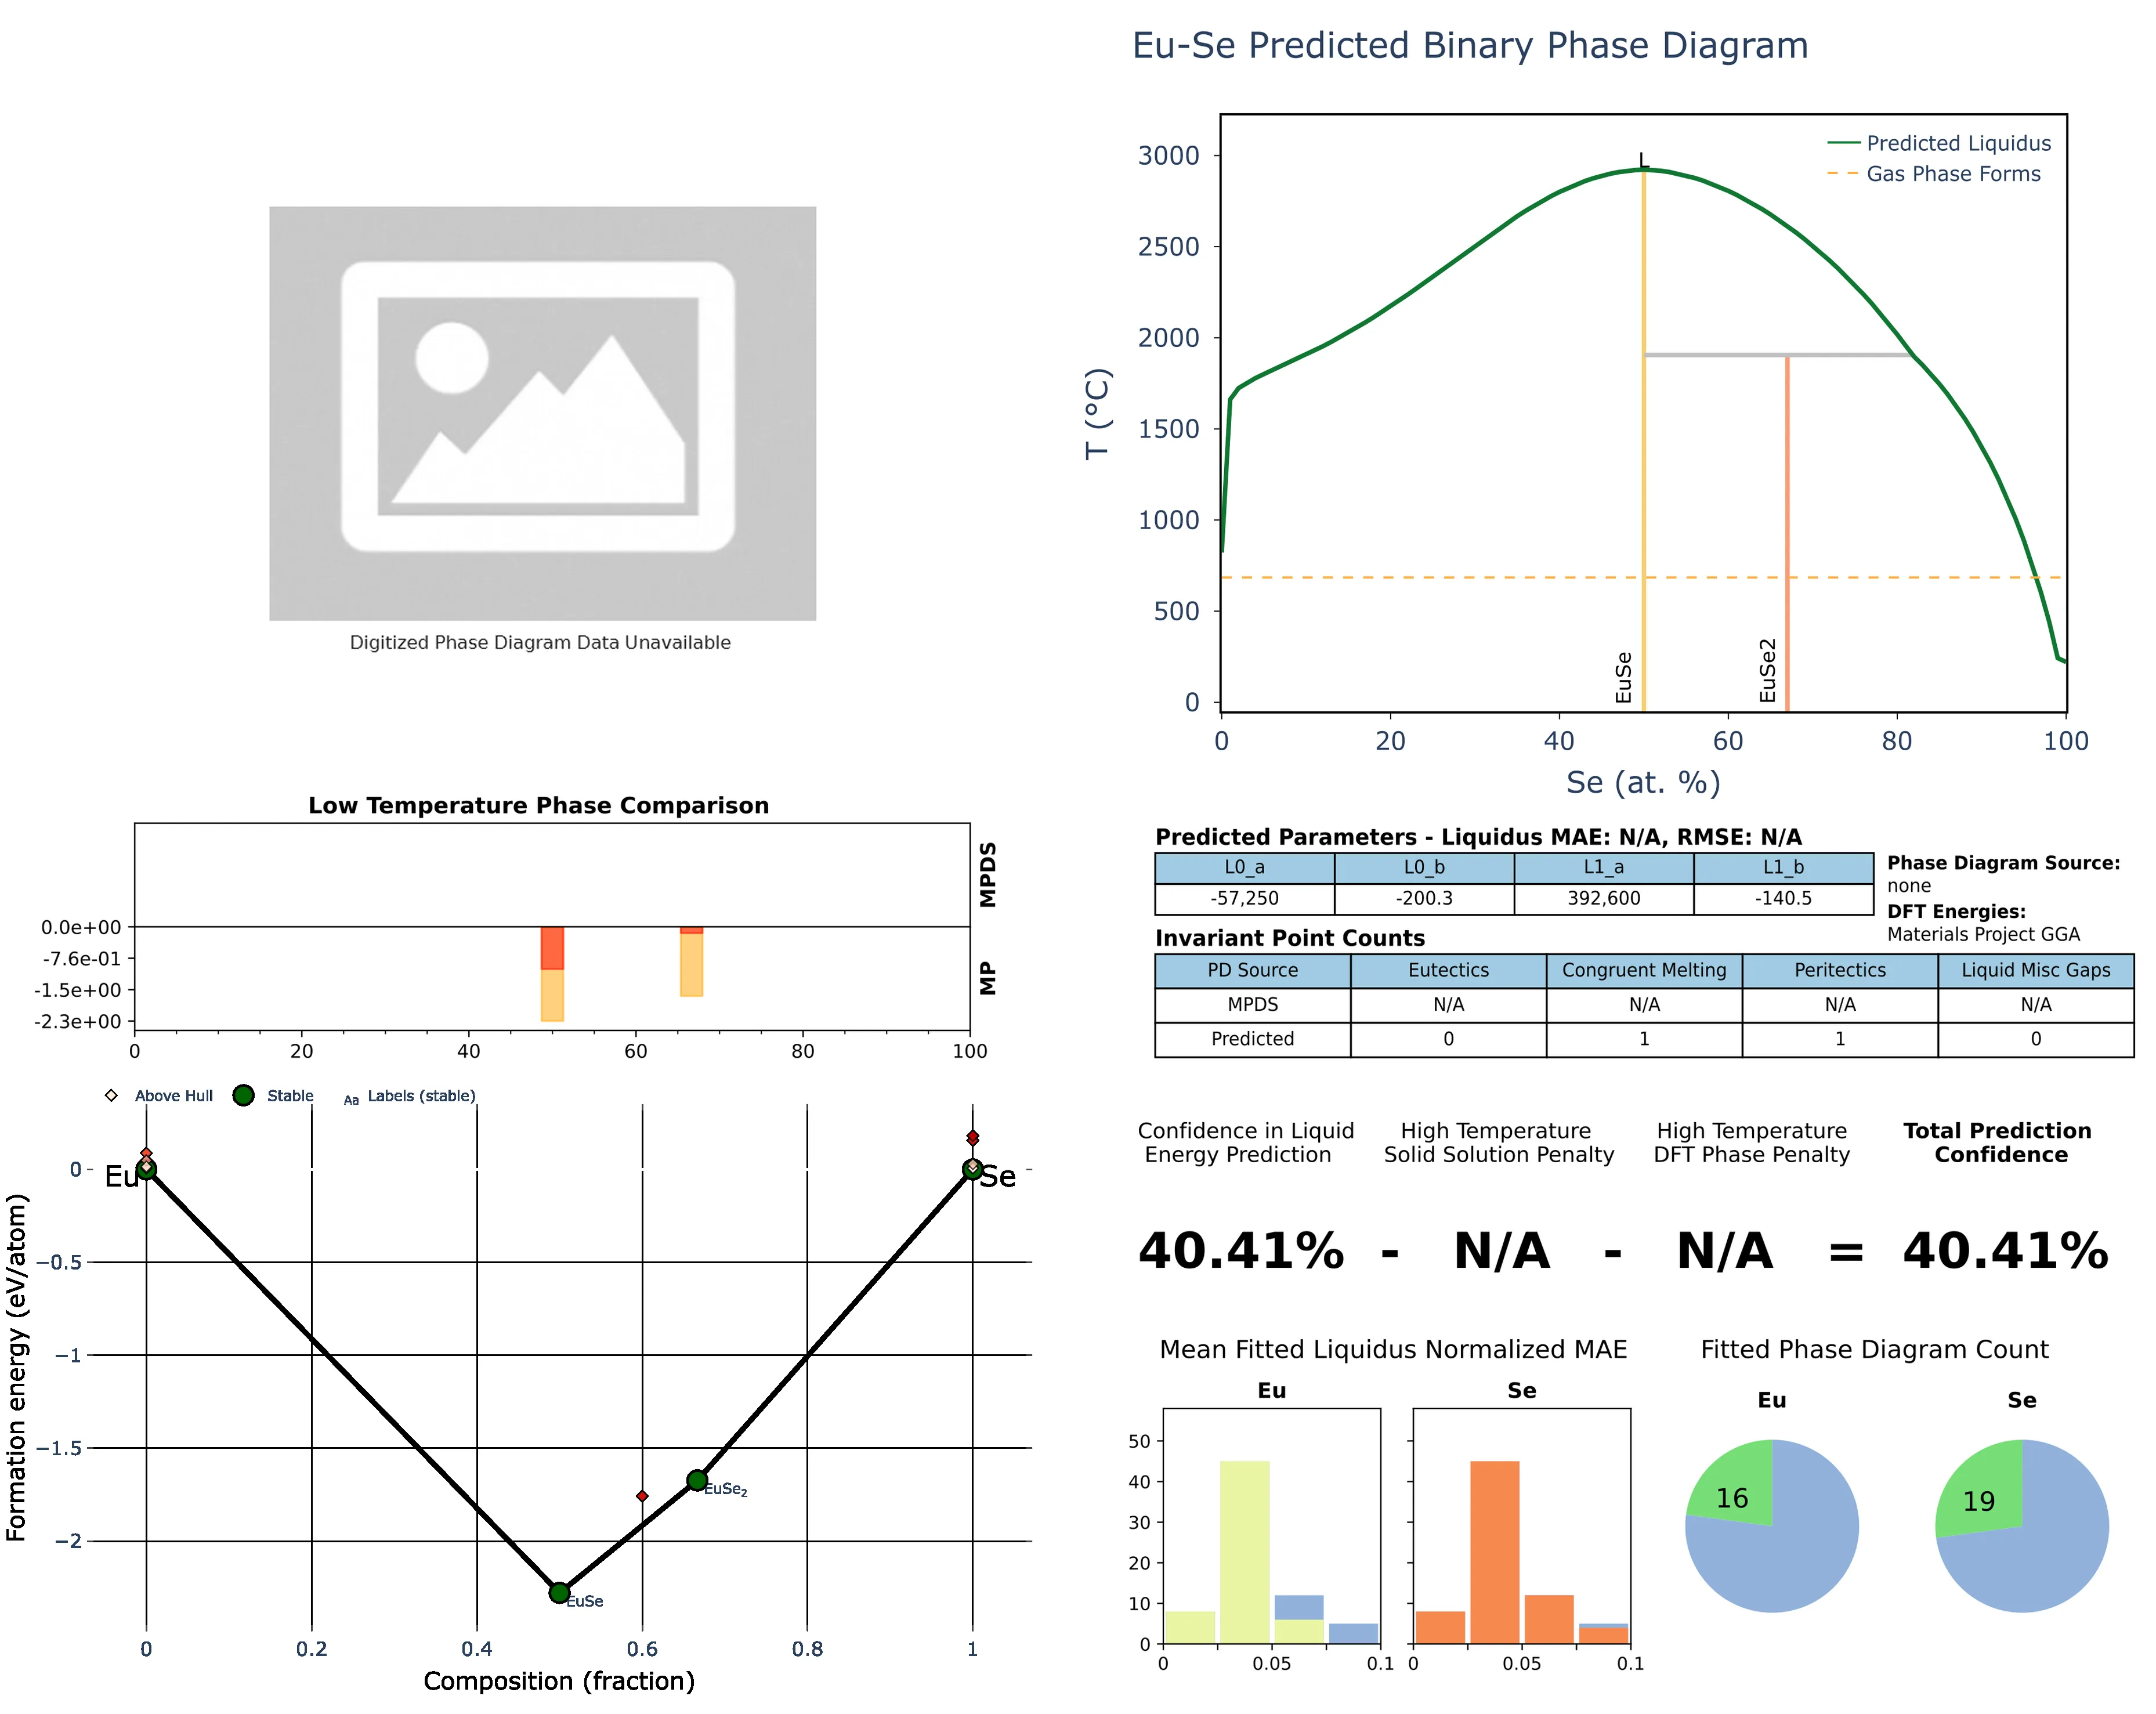 Eu-Se Predicted Binary Phase Diagram
Digitized Phase Diagram Data Unavailable
Predicted Liquidus
Gas Phase Forms
L
T (°C)
3000
2500
2000
1500
1000
500
0
EuSe
EuSe2
0 20 40 60 80 100
Se (at. %)
Low Temperature Phase Comparison
MPDS
MP
0.0e+00
-7.6e-01
-1.5e+00
-2.3e+00
0 20 40 60 80 100
Predicted Parameters - Liquidus MAE: N/A, RMSE: N/A
L0_a L0_b L1_a L1_b
-57,250 -200.3 392,600 -140.5
Phase Diagram Source:
none
DFT Energies:
Materials Project GGA
Invariant Point Counts
PD Source Eutectics Congruent Melting Peritectics Liquid Misc Gaps
MPDS N/A N/A N/A N/A
Predicted 0 1 1 0
Above Hull Stable Aa Labels (stable)
Eu
Se
Formation energy (eV/atom)
0
−0.5
−1
−1.5
−2
EuSe₂
EuSe
0 0.2 0.4 0.6 0.8 1
Composition (fraction)
Confidence in Liquid
Energy Prediction
High Temperature
Solid Solution Penalty
High Temperature
DFT Phase Penalty
Total Prediction
Confidence
40.41% - N/A - N/A = 40.41%
Mean Fitted Liquidus Normalized MAE
Eu
Se
50
40
30
20
10
0
0 0.05 0.1
0 0.05 0.1
Fitted Phase Diagram Count
Eu
Se
16
19